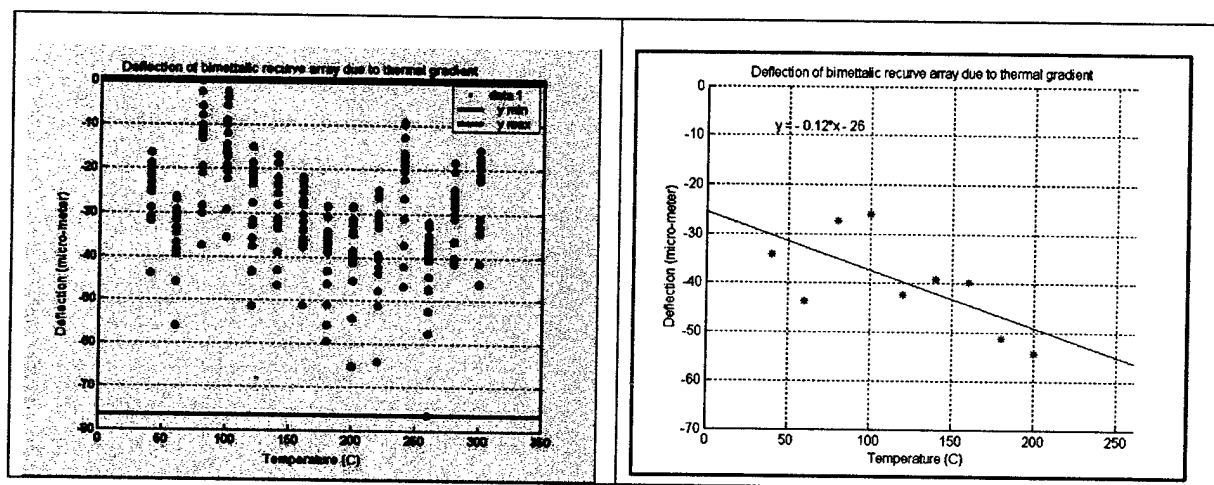 Deflection of bimettalic recurve array due to thermal gradient
data 1
y min
y max
0
-10
-20
-30
-40
-50
-60
-70
-80
Deflection (micro-meter)
0 50 100 150 200 250 300 350
Temperature (C)
Deflection of bimettalic recurve array due to thermal gradient
y = - 0.12*x - 26
0
-10
-20
-30
-40
-50
-60
-70
Deflection (micro-meter)
0 50 100 150 200 250
Temperature (C)